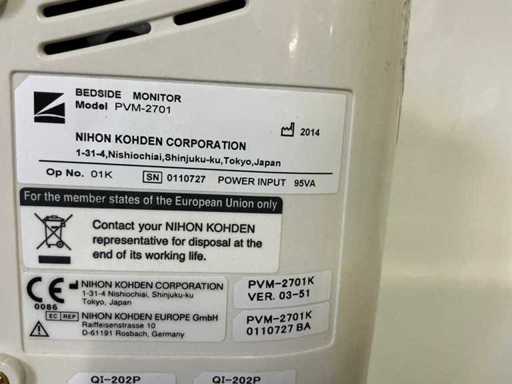 BEDSIDE MONITOR
Model PVM-2701
2014
NIHON KOHDEN CORPORATION
1-31-4,Nishiochiai,Shinjuku-ku,Tokyo,Japan
Op No. 01K SN 0110727 POWER INPUT 95VA
For the member states of the European Union only
Contact your NIHON KOHDEN
representative for disposal at the
end of its working life.
CE
0086
NIHON KOHDEN CORPORATION
1-31-4 Nishiochiai, Shinjuku-ku
Tokyo, Japan
EC REP NIHON KOHDEN EUROPE GmbH
Raiffeisenstrasse 10
D-61191 Rosbach, Germany
PVM-2701K
VER. 03-51
PVM-2701K
0110727 BA
QI-202P
QI-202P